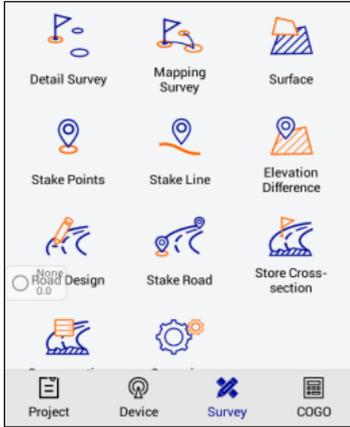 Detail Survey
Mapping
Survey
Surface
Stake Points
Stake Line
Elevation
Difference
None
0.0
Road Design
Stake Road
Store Cross-
section
Project
Device
Survey
COGO